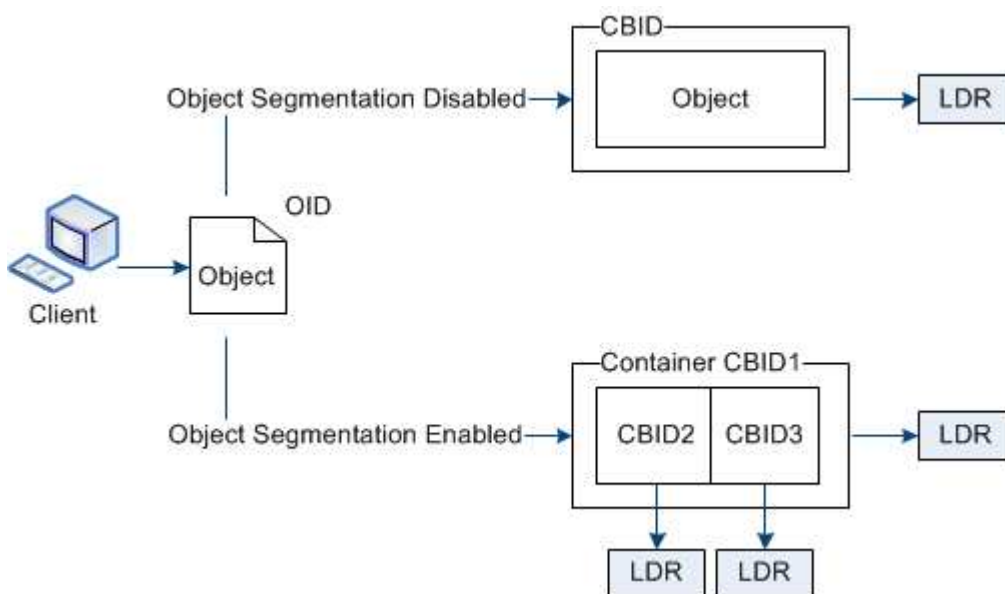 CBID
Object Segmentation Disabled
Object
LDR
OID
Object
Client
Container CBID1
Object Segmentation Enabled
CBID2
CBID3
LDR
LDR
LDR